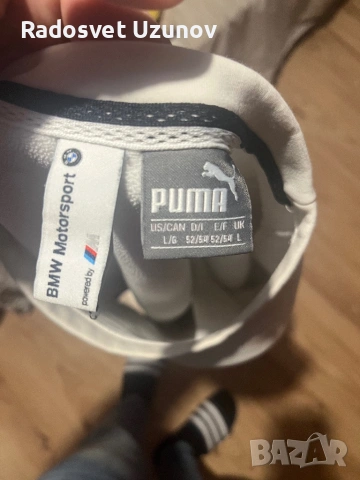 Radosvet Uzunov
BMW Motorsport
powered by M
PUMA
US/CAN D/I E/F UK
L/G 52/54 52/54 L
BAZAR